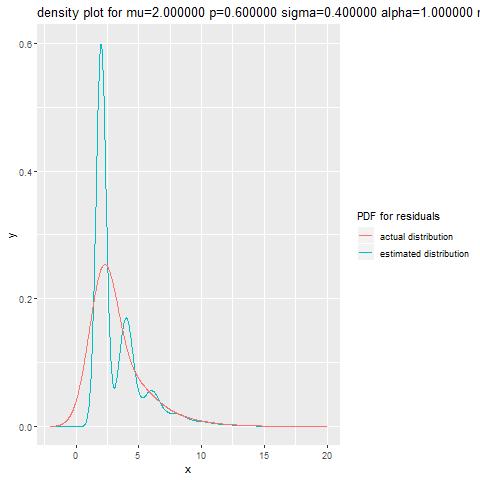 density plot for mu=2.000000 p=0.600000 sigma=0.400000 alpha=1.000000
0.6
0.4
y
0.2
0.0
0
5
10
15
20
x
PDF for residuals
actual distribution
estimated distribution